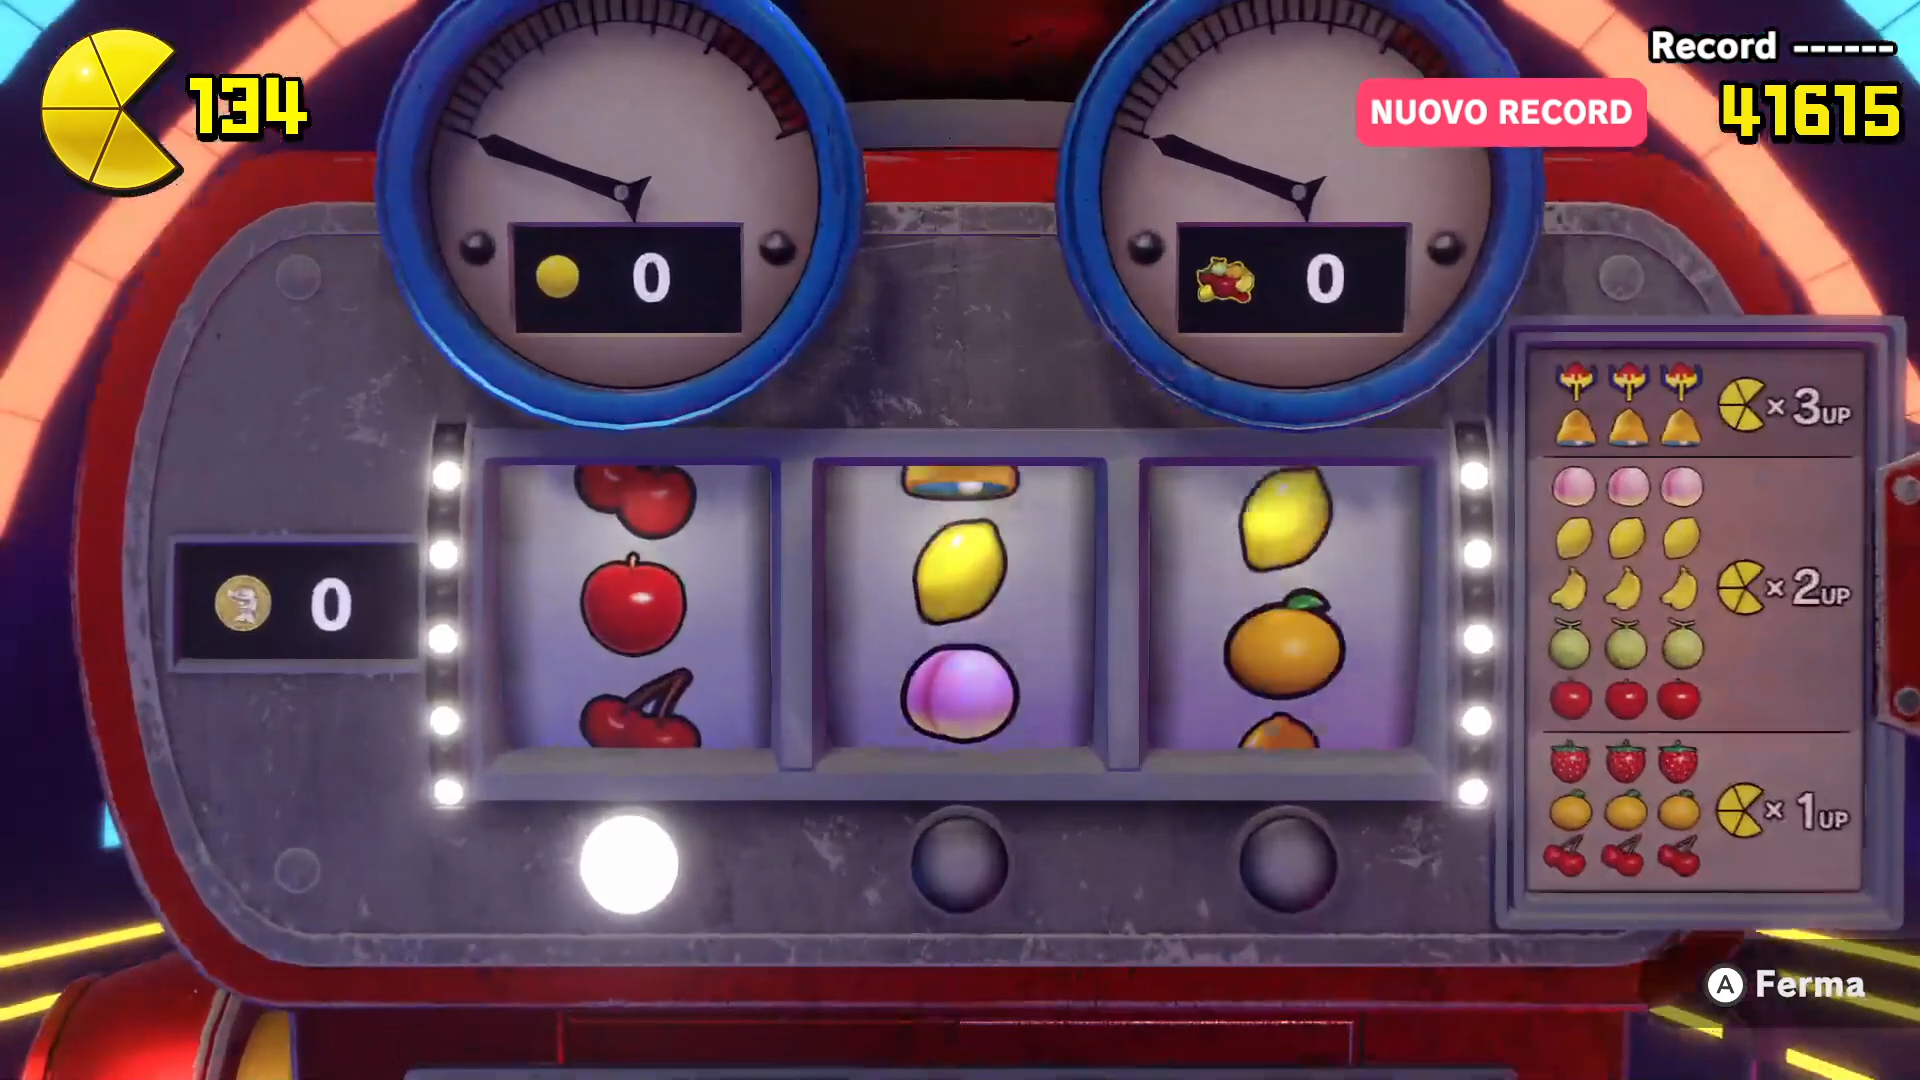 134
Record ------
NUOVO RECORD
41615
0
0
0
× 3UP
× 2UP
× 1UP
A Ferma